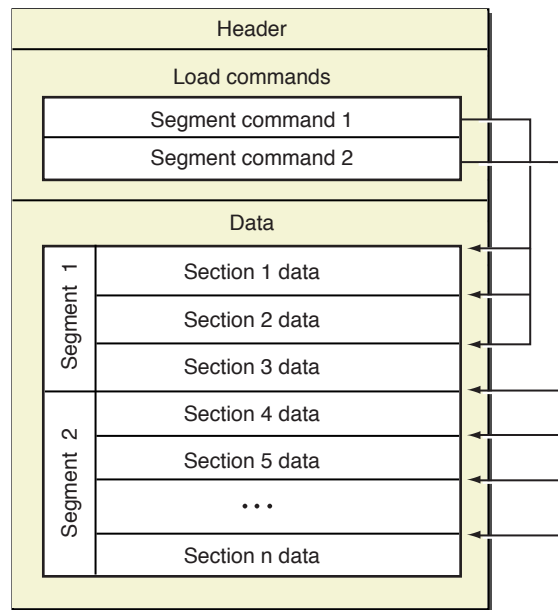 Header
Load commands
Segment command 1
Segment command 2
Data
Segment 1
Section 1 data
Section 2 data
Section 3 data
Segment 2
Section 4 data
Section 5 data
...
Section n data